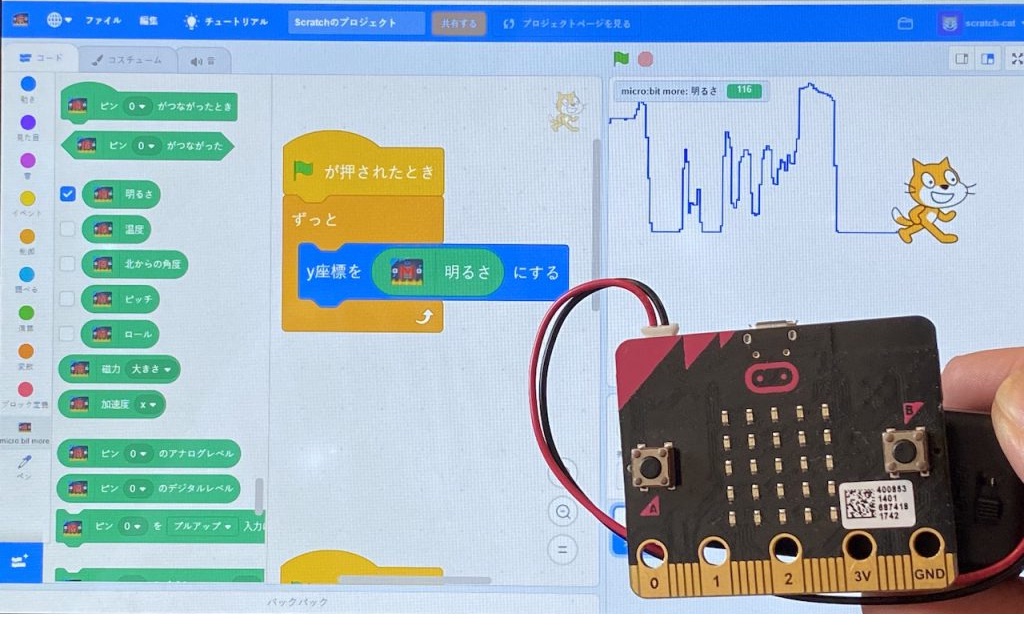 ファイル 編集 チュートリアル Scratchのプロジェクト 共有する プロジェクトページを見る scratch-cat
コード コスチューム 音
動き
見た目
音
イベント
制御
調べる
演算
変数
ブロック定義
micro:bit more
ペン
ピン 0 がつながったとき
ピン 0 がつながった
明るさ
温度
北からの角度
ピッチ
ロール
磁力 大きさ
加速度 x
ピン 0 のアナログレベル
ピン 0 のデジタルレベル
ピン 0 を プルアップ 入力に
が押されたとき
ずっと
y座標を 明るさ にする
バックパック
micro:bit more: 明るさ 116
A
B
400863
1401
687418
1742
0 1 2 3V GND